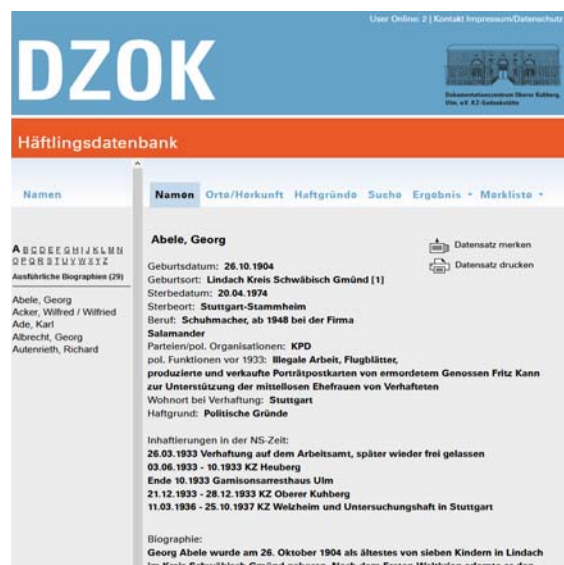 User Online: 2 | Kontakt Impressum/Datenschutz
DZOK
Dokumentationszentrum Oberer Kuhberg,
Ulm, e.V. KZ-Gedenkstätte
Häftlingsdatenbank
Namen
Namen Orte/Herkunft Haftgründe Suche Ergebnis Merkliste
A B C D E F G H I J K L M N
O P Q R S T U V W X Y Z
Ausführliche Biographien (29)
Abele, Georg
Acker, Wilfred / Wilfried
Ade, Karl
Albrecht, Georg
Autenrieth, Richard
Abele, Georg
Datensatz merken
Datensatz drucken
Geburtsdatum: 26.10.1904
Geburtsort: Lindach Kreis Schwäbisch Gmünd [1]
Sterbedatum: 20.04.1974
Sterbeort: Stuttgart-Stammheim
Beruf: Schuhmacher, ab 1948 bei der Firma
Salamander
Parteien/pol. Organisationen: KPD
pol. Funktionen vor 1933: Illegale Arbeit, Flugblätter,
produzierte und verkaufte Porträtpostkarten von ermordetem Genossen Fritz Kann
zur Unterstützung der mittellosen Ehefrauen von Verhafteten
Wohnort bei Verhaftung: Stuttgart
Haftgrund: Politische Gründe
Inhaftierungen in der NS-Zeit:
26.03.1933 Verhaftung auf dem Arbeitsamt, später wieder frei gelassen
03.06.1933 - 10.1933 KZ Heuberg
Ende 10.1933 Garnisonsarresthaus Ulm
21.12.1933 - 28.12.1933 KZ Oberer Kuhberg
11.03.1936 - 25.10.1937 KZ Welzheim und Untersuchungshaft in Stuttgart
Biographie:
Georg Abele wurde am 26. Oktober 1904 als ältestes von sieben Kindern in Lindach